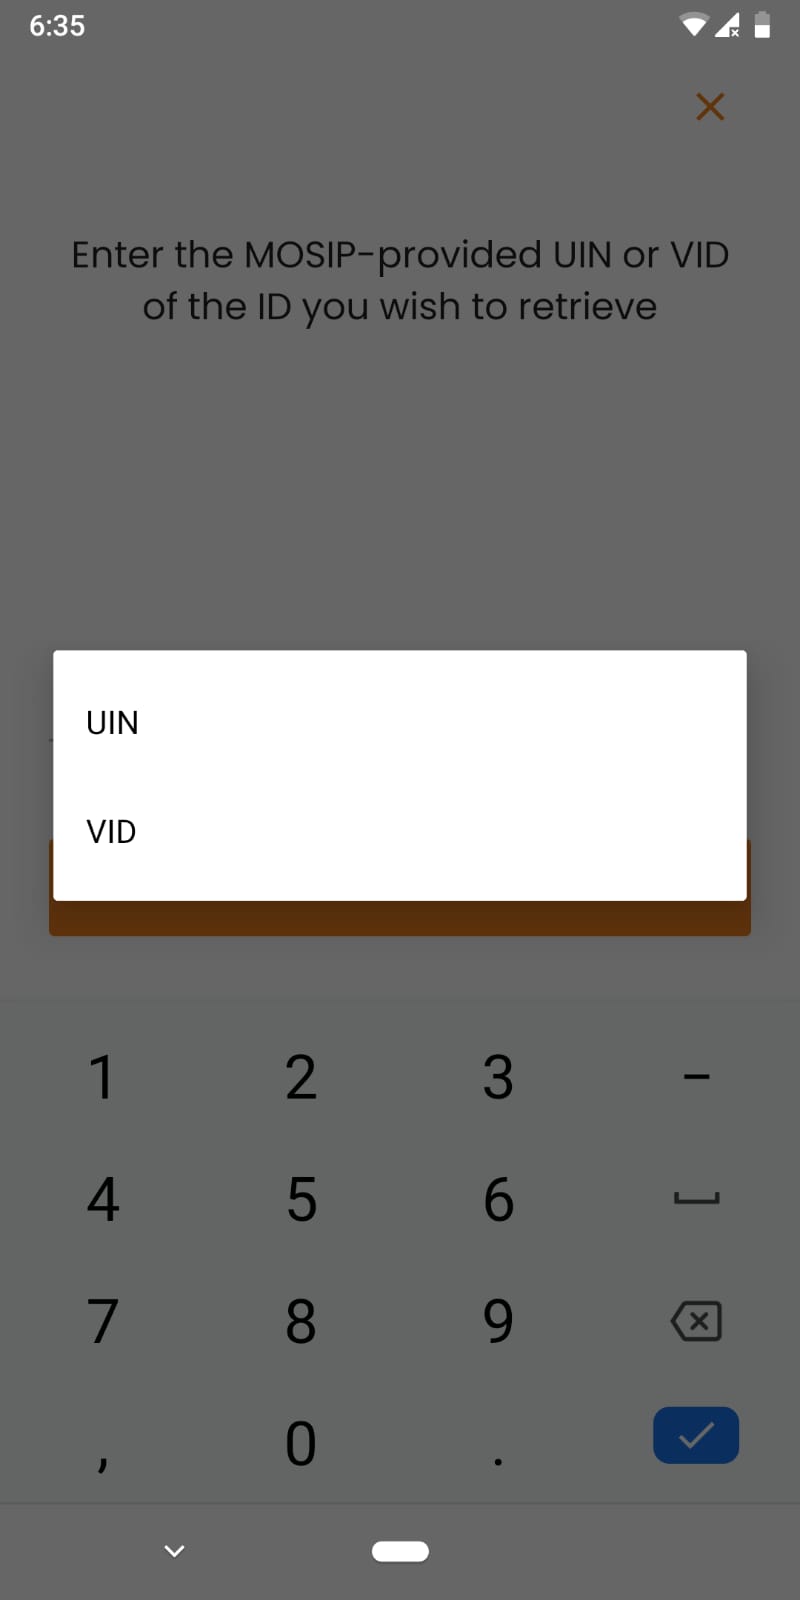 6:35
Enter the MOSIP-provided UIN or VID
of the ID you wish to retrieve
UIN
VID
1 2 3 –
4 5 6
7 8 9
, 0 .